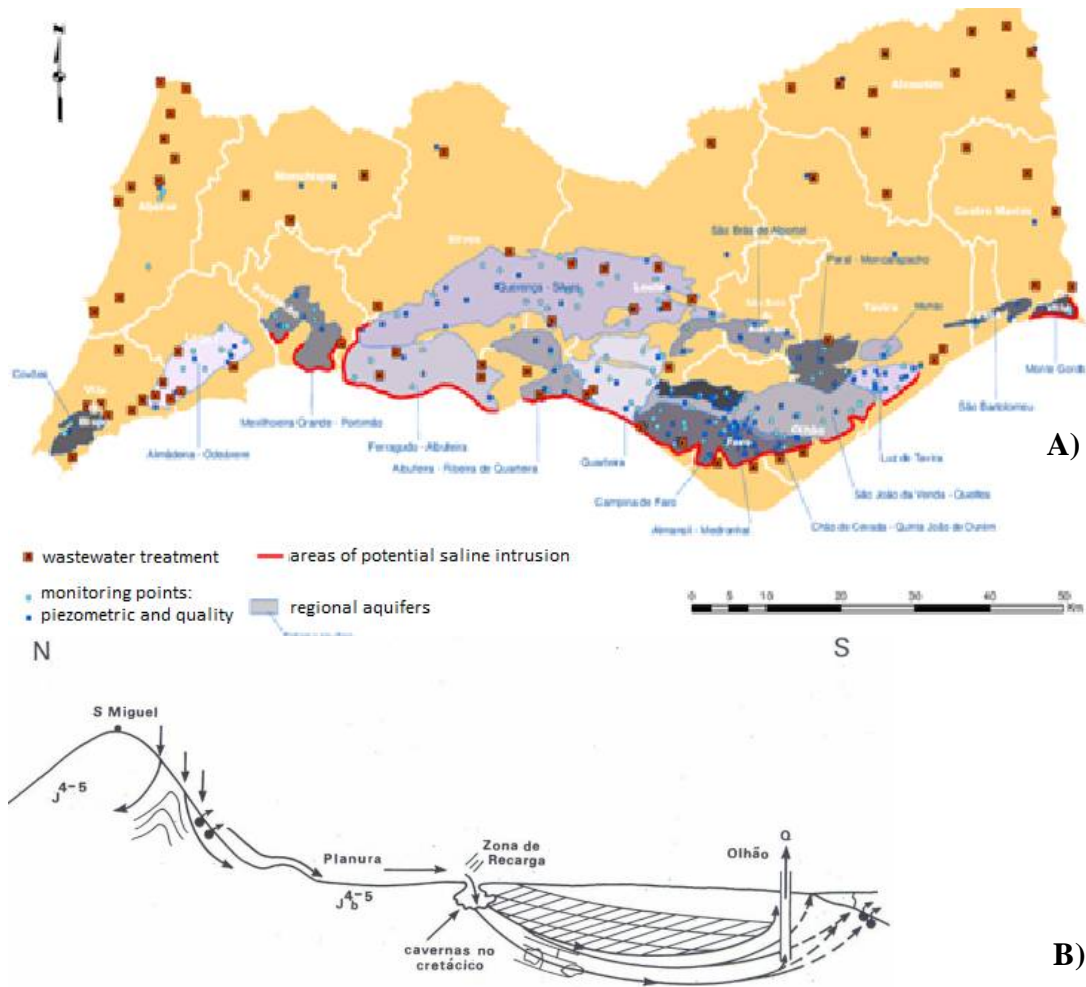 N
Alcoutim
Monchique
Aljezur
Castro Marim
São Brás de Alportel
Silves
Peral - Moncarapacho
Querença - Silves
Loulé
Tavira
Covões
Monte Gordo
São Bartolomeu
Mexilhoeira Grande - Portimão
Almádena - Odeáxere
Ferragudo - Albufeira
Faro
Olhão
A)
Albufeira - Ribeira de Quarteira
Quarteira
Luz de Tavira
São João da Venda - Quelfes
Campina de Faro
Chão de Cevada - Quinta João de Ourém
Almansil - Medronhal
wastewater treatment
areas of potential saline intrusion
monitoring points:
piezometric and quality
regional aquifers
0 5 10 20 30 40 50
Km
N
S
S Miguel
J4-5
Q
Zona de
Recarga
Olhão
Planura
J4-5b
cavernas no
cretácico
B)